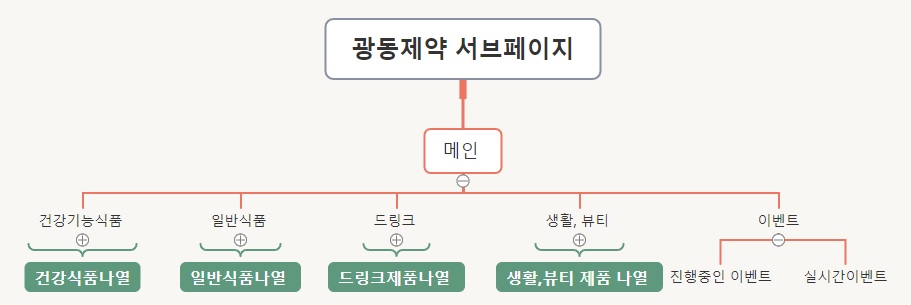 광동제약 서브페이지
메인
건강기능식품
일반식품
드링크
생활, 뷰티
이벤트
건강식품나열
일반식품나열
드링크제품나열
생활,뷰티 제품 나열
진행중인 이벤트
실시간이벤트